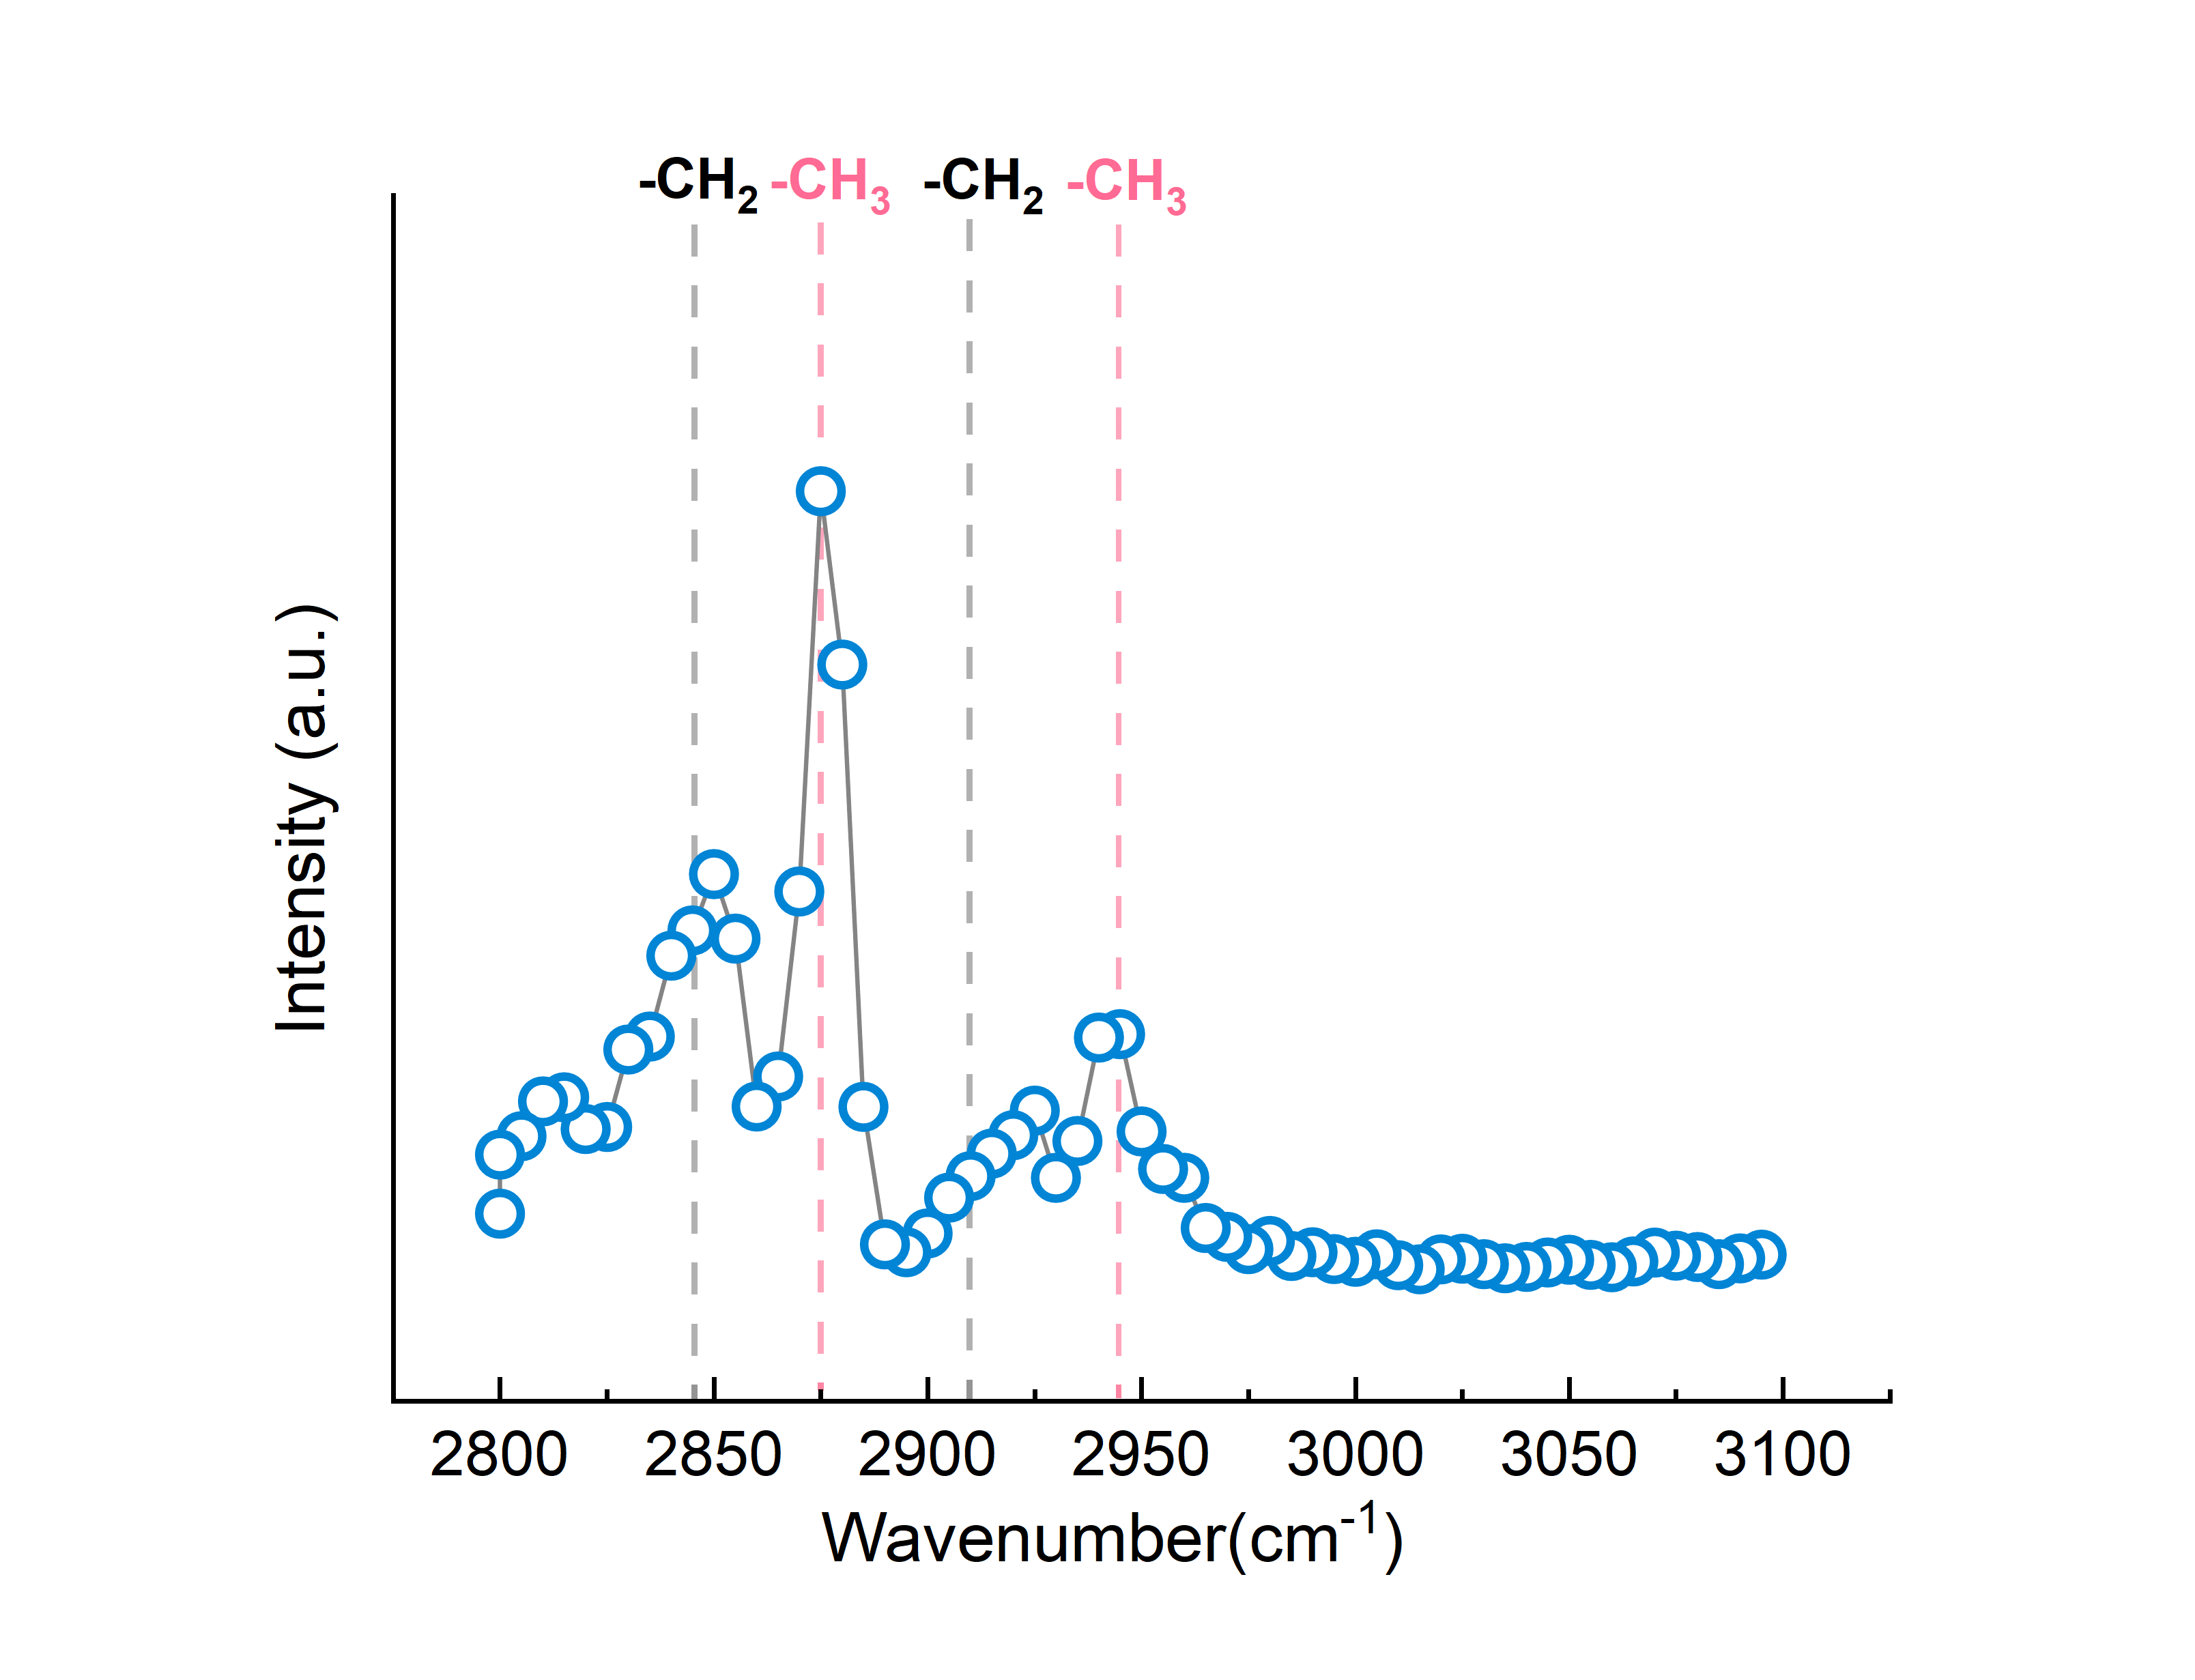 -CH₂ -CH₃ -CH₂ -CH₃
Intensity (a.u.)
2800 2850 2900 2950 3000 3050 3100
Wavenumber(cm⁻¹)